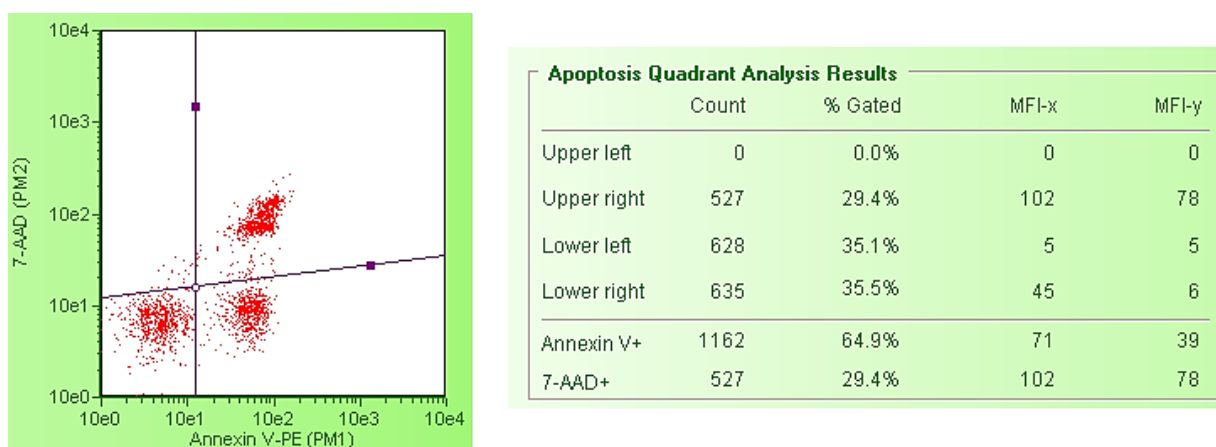 10e4
10e3
10e2
10e1
10e0
7-AAD (PM2)
10e0 10e1 10e2 10e3 10e4
Annexin V-PE (PM1)
Apoptosis Quadrant Analysis Results
Count % Gated MFI-x MFI-y
Upper left 0 0.0% 0 0
Upper right 527 29.4% 102 78
Lower left 628 35.1% 5 5
Lower right 635 35.5% 45 6
Annexin V+ 1162 64.9% 71 39
7-AAD+ 527 29.4% 102 78